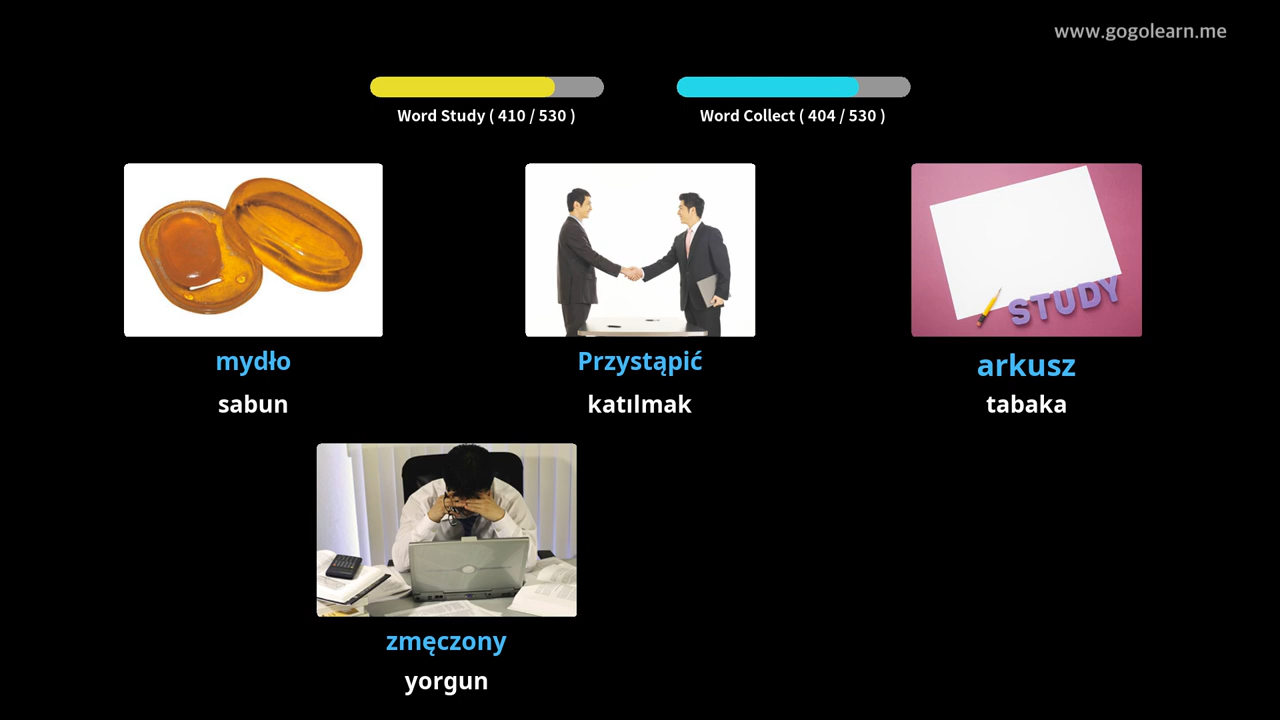 www.gogolearn.me
Word Study ( 410 / 530 )
Word Collect ( 404 / 530 )
STUDY
mydło
Przystąpić
arkusz
sabun
katılmak
tabaka
zmęczony
yorgun